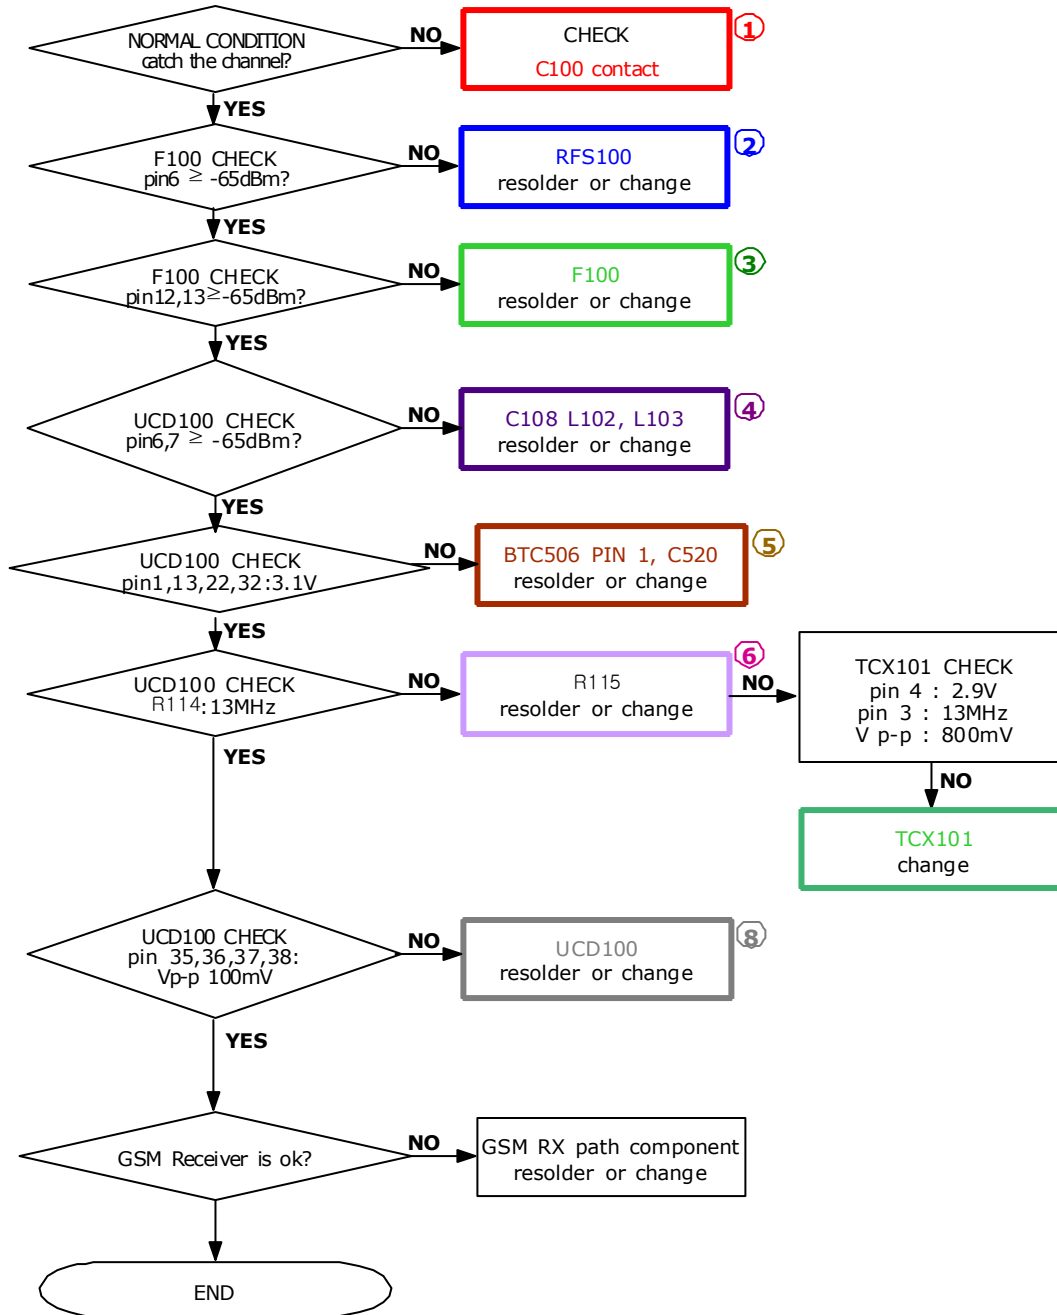 NORMAL CONDITION
catch the channel?
NO
CHECK
C100 contact
1
YES
F100 CHECK
pin6 ≥ -65dBm?
NO
RFS100
resolder or change
2
YES
F100 CHECK
pin12,13≥-65dBm?
NO
F100
resolder or change
3
YES
UCD100 CHECK
pin6,7 ≥ -65dBm?
NO
C108 L102, L103
resolder or change
4
YES
UCD100 CHECK
pin1,13,22,32:3.1V
NO
BTC506 PIN 1, C520
resolder or change
5
YES
UCD100 CHECK
R114:13MHz
NO
R115
resolder or change
6
NO
TCX101 CHECK
pin 4 : 2.9V
pin 3 : 13MHz
V p-p : 800mV
NO
TCX101
change
YES
UCD100 CHECK
pin 35,36,37,38:
Vp-p 100mV
NO
UCD100
resolder or change
8
YES
GSM Receiver is ok?
NO
GSM RX path component
resolder or change
END